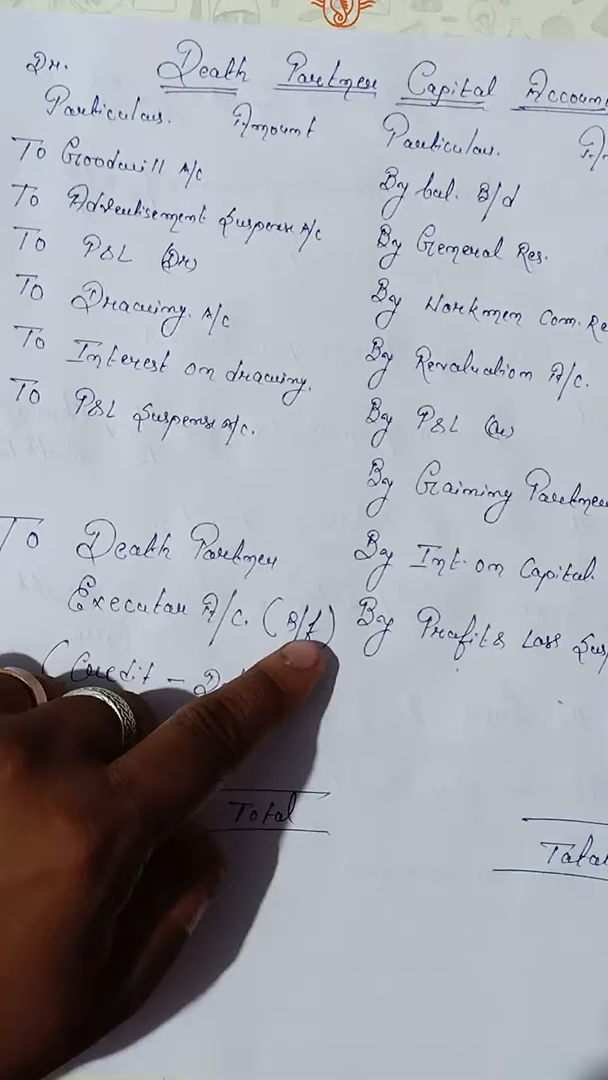 Dr. Death Partner Capital Accoun
Particular. Amount Particular.
To Goodwill A/c By bal. B/d
To Advertisement Suspense A/c By General Res.
To P&L (Dr) By Workmen Com. Re
To Drawing. A/c By Revaluation A/c.
To Interest on drawing. By P&L (Cr)
To P&L Suspense A/c. By Gaining Partner
To Death Partner By Int. on Capital.
Executor A/c. (B/f) By Profit & Loss Sus
(Credit -
Total Total